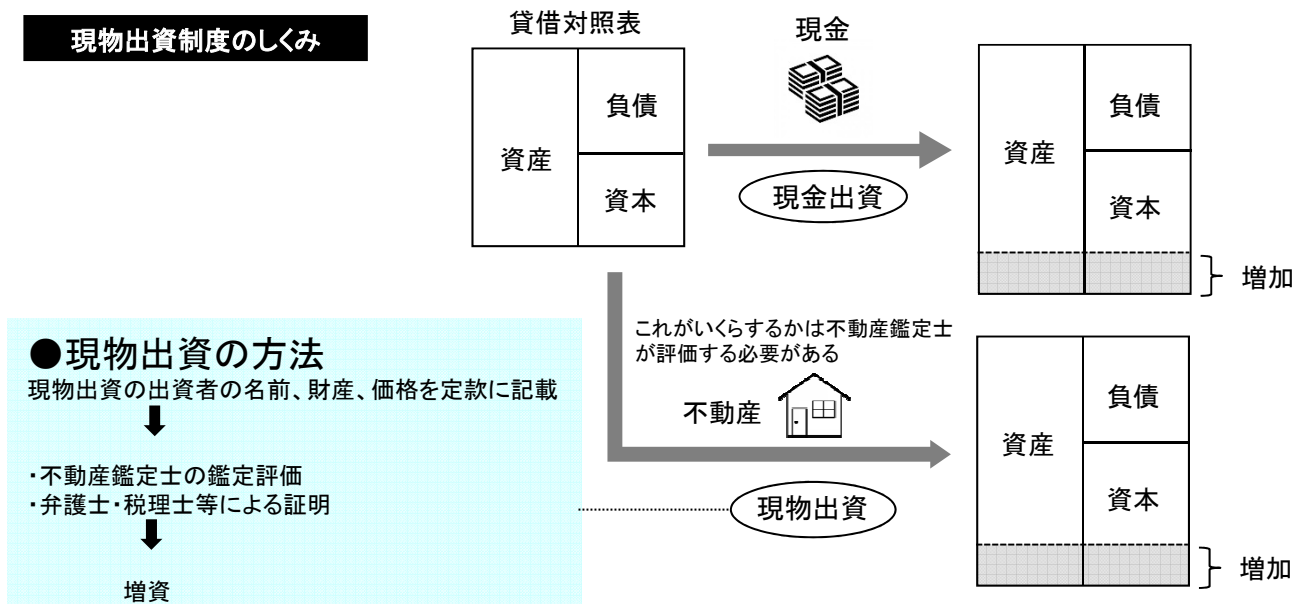 現物出資制度のしくみ
貸借対照表
資産
負債
資本
現金
現金出資
資産
負債
資本
増加
これがいくらするかは不動産鑑定士
が評価する必要がある
不動産
現物出資
資産
負債
資本
増加
●現物出資の方法
現物出資の出資者の名前、財産、価格を定款に記載
・不動産鑑定士の鑑定評価
・弁護士・税理士等による証明
増資